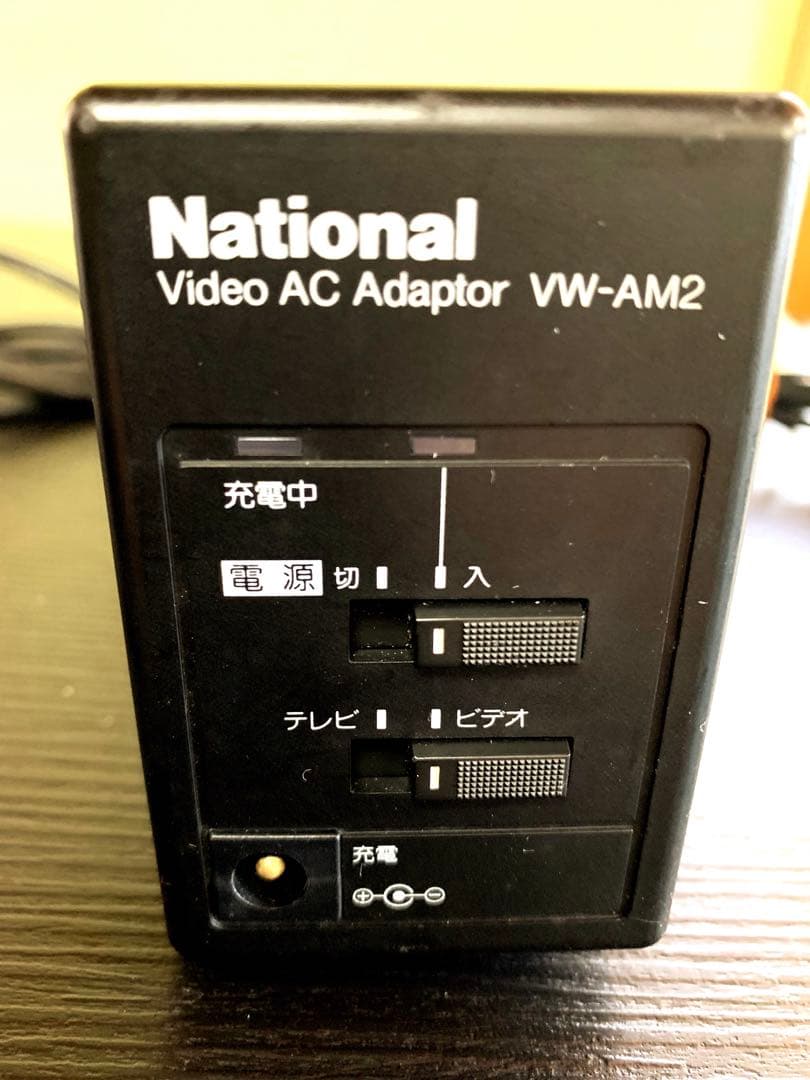 National
Video AC Adaptor VW-AM2
充電中
電源 切 入
テレビ ビデオ
充電